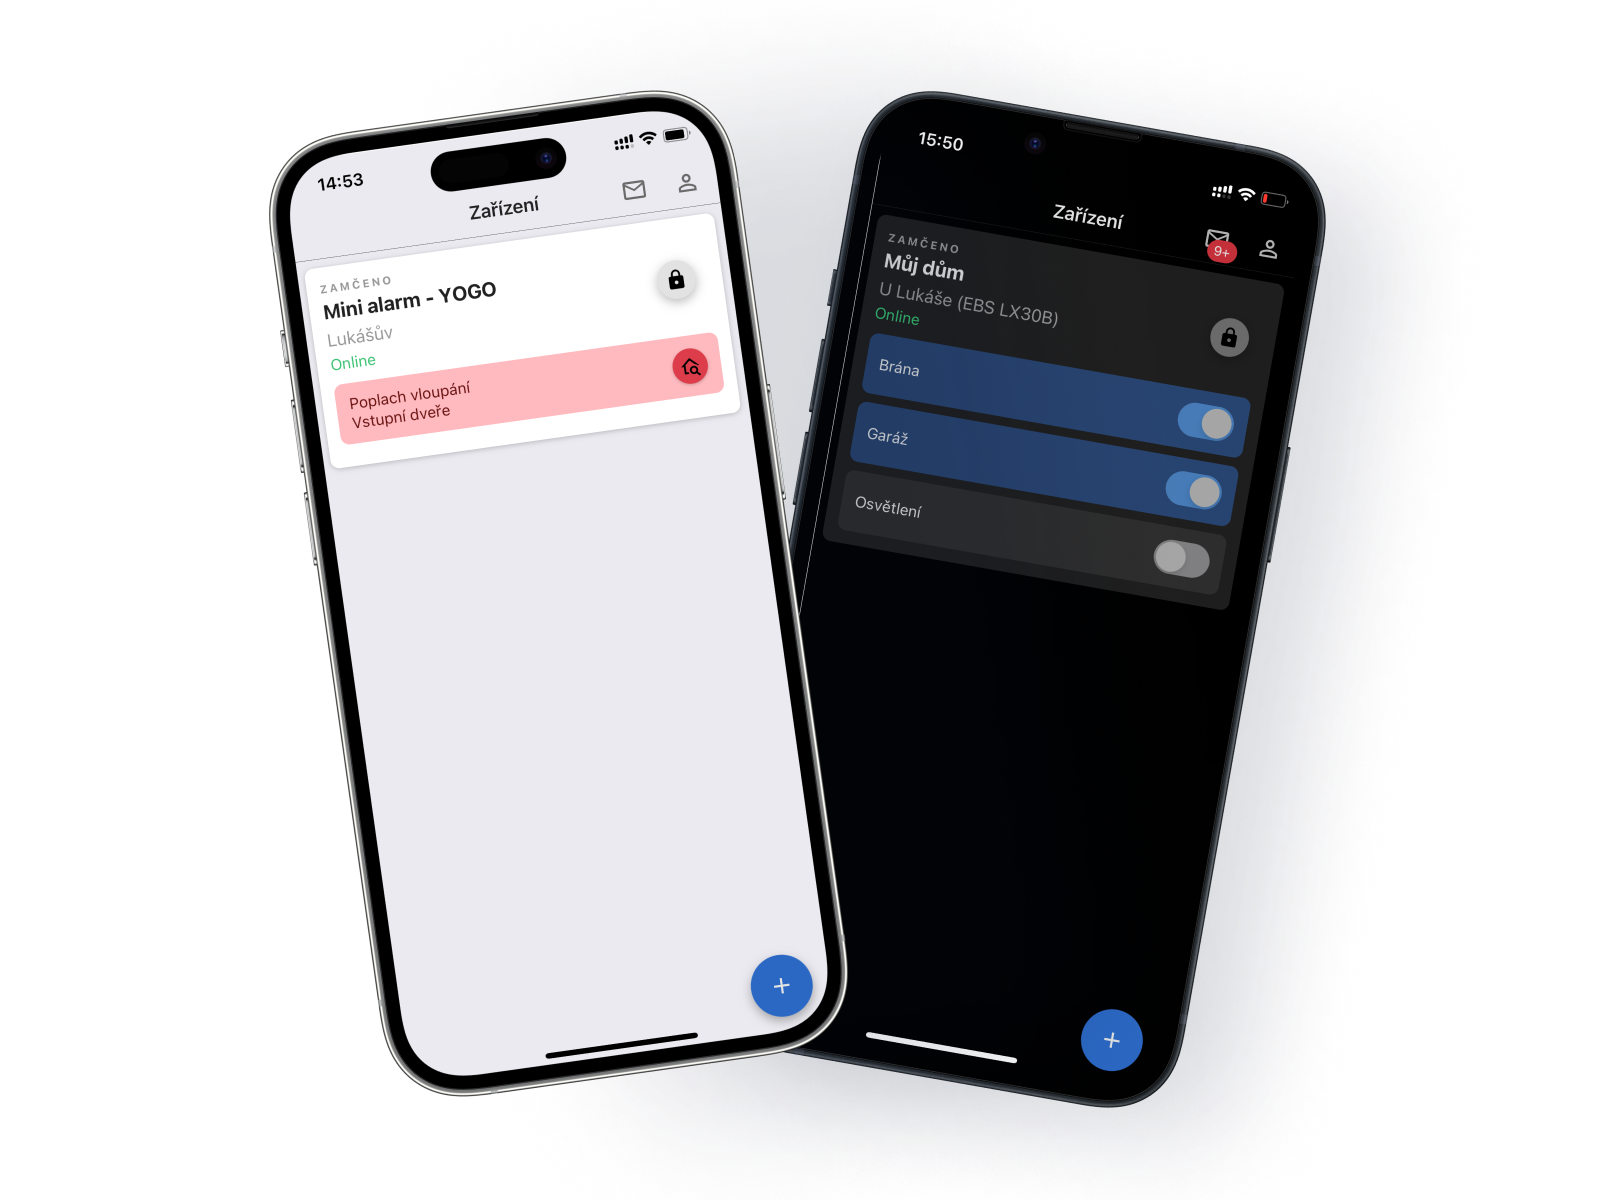 14:53
Zařízení
ZAMČENO
Mini alarm - YOGO
Lukášův
Online
Poplach vloupání
Vstupní dveře
+
15:50
Zařízení
9+
ZAMČENO
Můj dům
U Lukáše (EBS LX30B)
Online
Brána
Garáž
Osvětlení
+